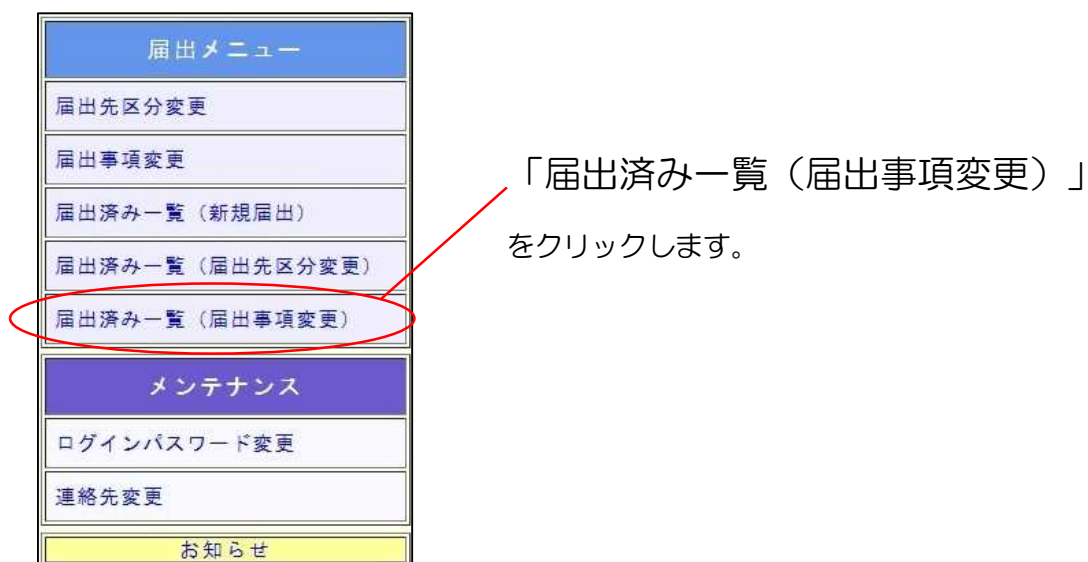 届出メニュー
届出先区分変更
届出事項変更
届出済み一覧（新規届出）
届出済み一覧（届出先区分変更）
届出済み一覧（届出事項変更）
メンテナンス
ログインパスワード変更
連絡先変更
お知らせ
「届出済み一覧（届出事項変更）」
をクリックします。